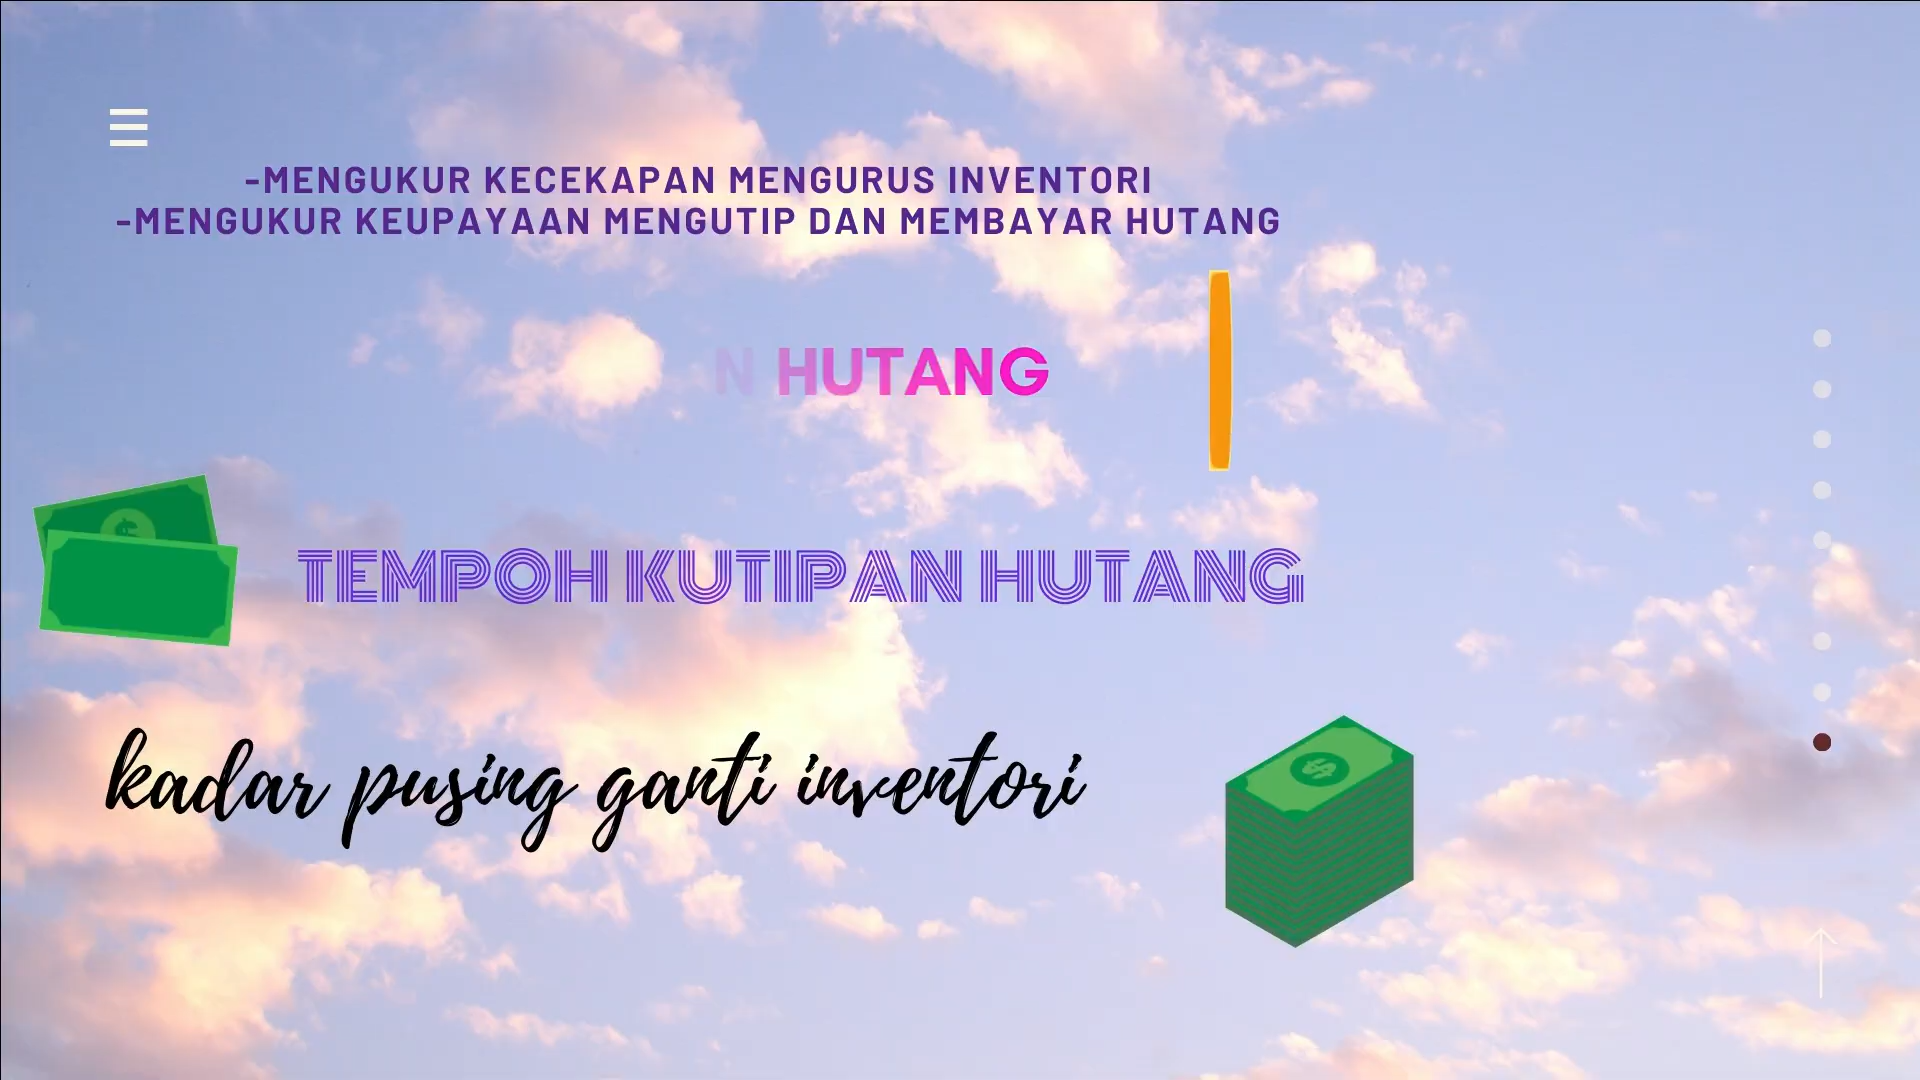 -MENGUKUR KECEKAPAN MENGURUS INVENTORI
-MENGUKUR KEUPAYAAN MENGUTIP DAN MEMBAYAR HUTANG
N HUTANG
TEMPOH KUTIPAN HUTANG
kadar pusing ganti inventori